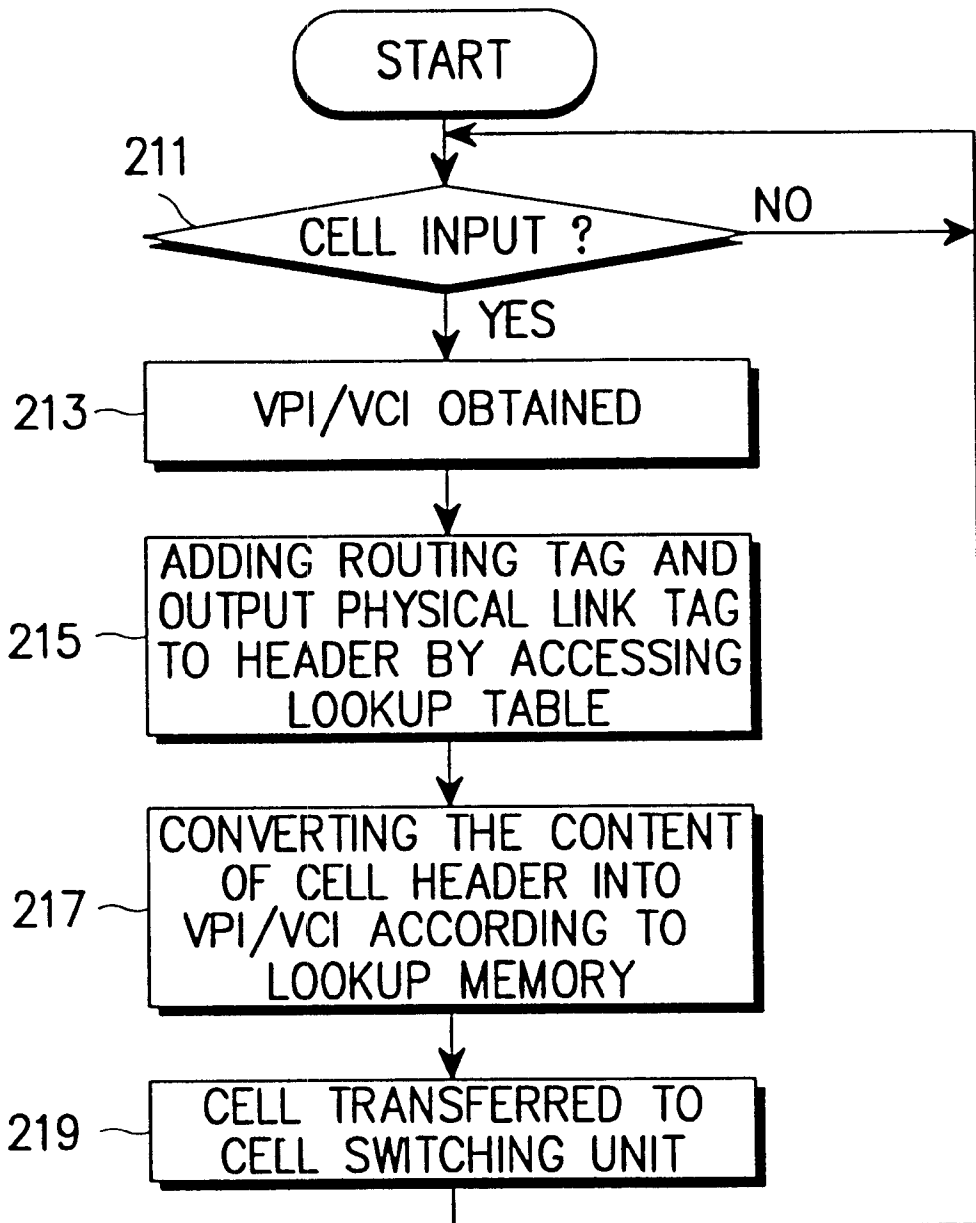 START
211
CELL INPUT ?
NO
YES
213
VPI/VCI OBTAINED
215
ADDING ROUTING TAG AND
OUTPUT PHYSICAL LINK TAG
TO HEADER BY ACCESSING
LOOKUP TABLE
217
CONVERTING THE CONTENT
OF CELL HEADER INTO
VPI/VCI ACCORDING TO
LOOKUP MEMORY
219
CELL TRANSFERRED TO
CELL SWITCHING UNIT